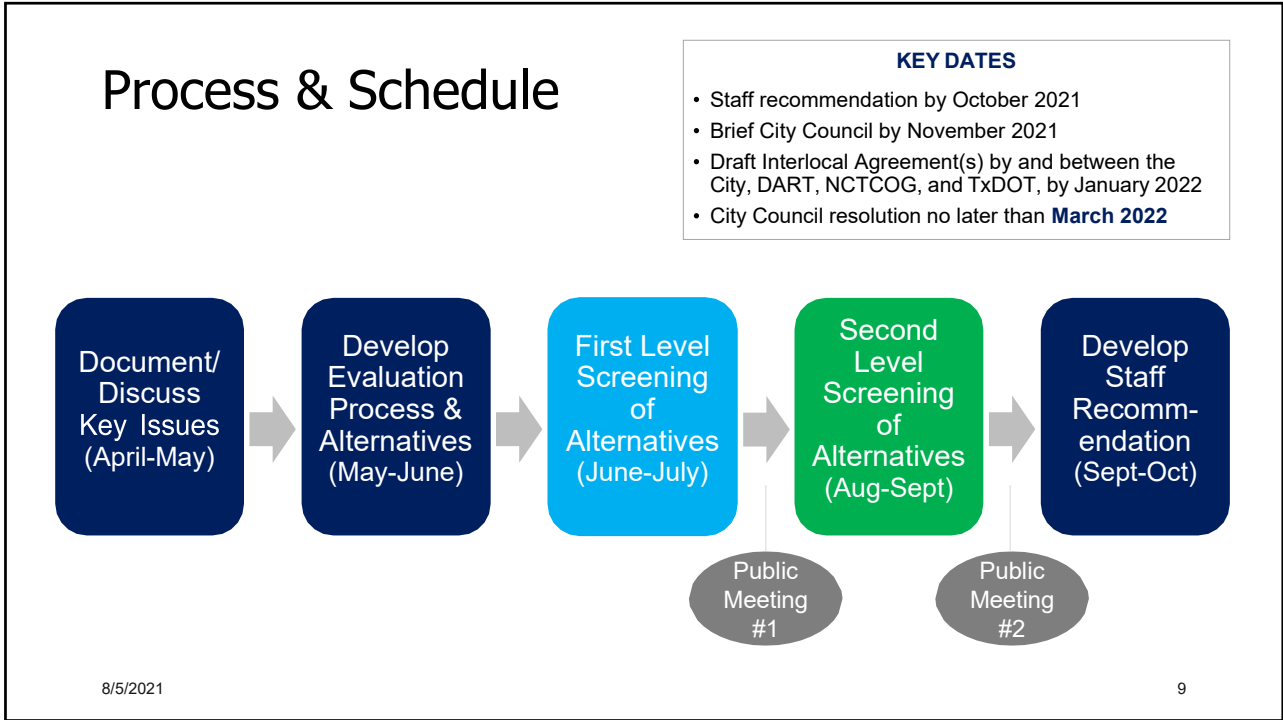 Process & Schedule
KEY DATES
• Staff recommendation by October 2021
• Brief City Council by November 2021
• Draft Interlocal Agreement(s) by and between the
City, DART, NCTCOG, and TxDOT, by January 2022
• City Council resolution no later than March 2022
Document/
Discuss
Key Issues
(April-May)
Develop
Evaluation
Process &
Alternatives
(May-June)
First Level
Screening
of
Alternatives
(June-July)
Second
Level
Screening
of
Alternatives
(Aug-Sept)
Develop
Staff
Recomm-
endation
(Sept-Oct)
Public
Meeting
#1
Public
Meeting
#2
8/5/2021
9